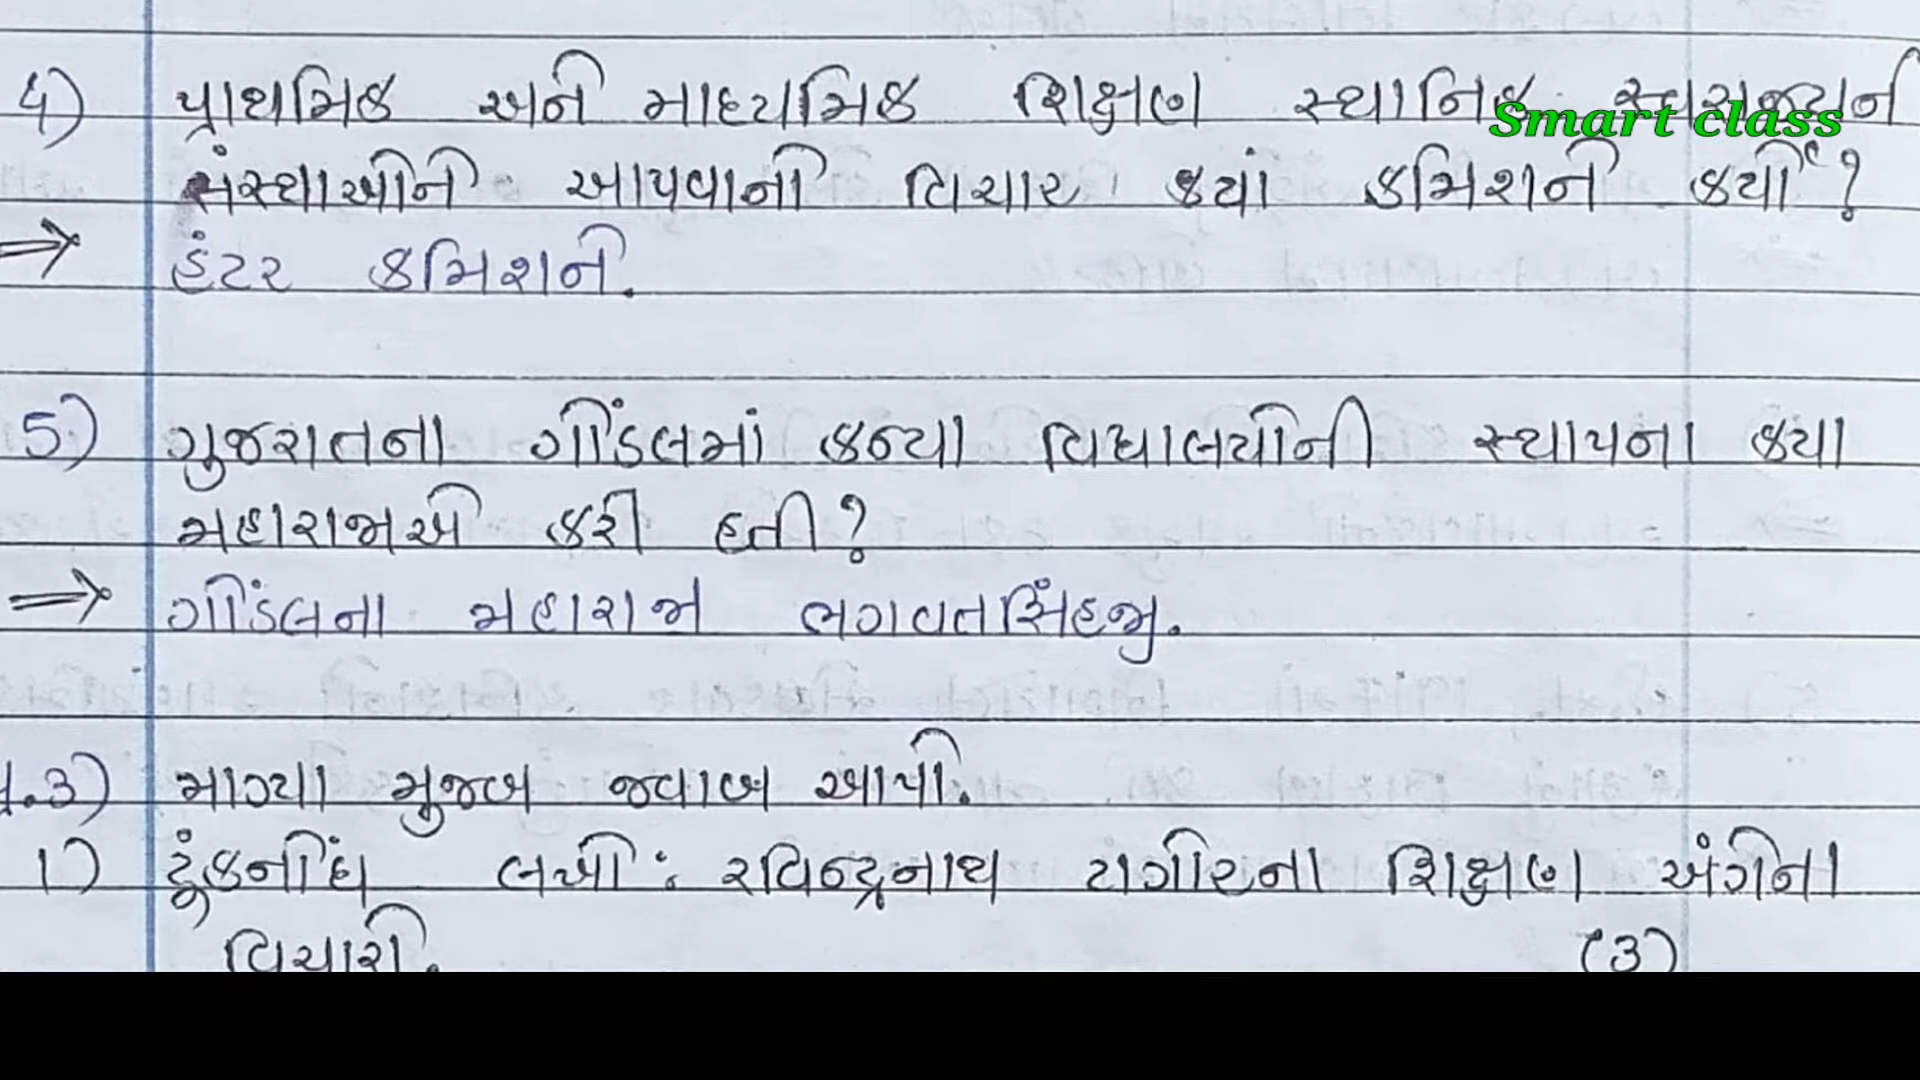 4) પ્રાથમિક અને માધ્યમિક શિક્ષણ સ્થાનિક સ્વરાજ્યની
Smart class
સંસ્થાઓને આપવાનો વિચાર ક્યાં કમિશને કર્યો?
⇒ હંટર કમિશને.
5) ગુજરાતના ગોંડલમાં કન્યા વિદ્યાલયોની સ્થાપના કયા
મહારાજાએ કરી હતી?
⇒ ગોંડલના મહારાજા ભગવતસિંહજી.
પ્ર.3) માગ્યા મુજબ જવાબ આપો.
1) ટૂંકનોંધ લખો : રવિન્દ્રનાથ ટાગોરના શિક્ષણ અંગેના
વિચારો. (3)